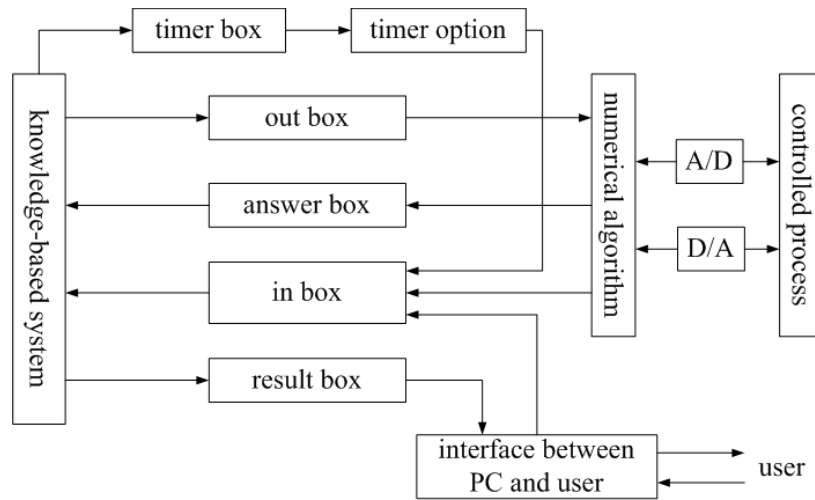 timer box
timer option
knowledge-based system
out box
numerical algorithm
A/D
controlled process
answer box
D/A
in box
result box
interface between
PC and user
user